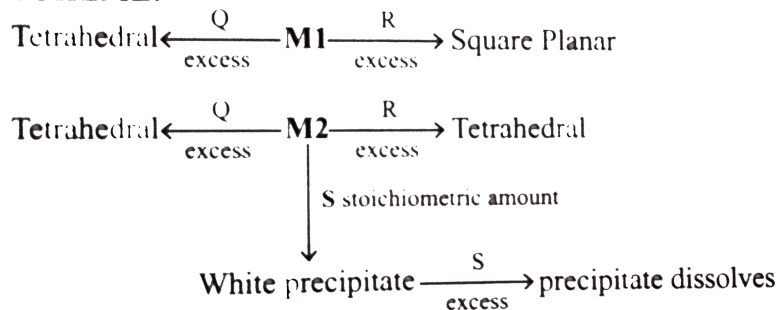 Tetrahedral ← Q excess M1 R excess → Square Planar
Tetrahedral ← Q excess M2 R excess → Tetrahedral
S stoichiometric amount
White precipitate S excess → precipitate dissolves